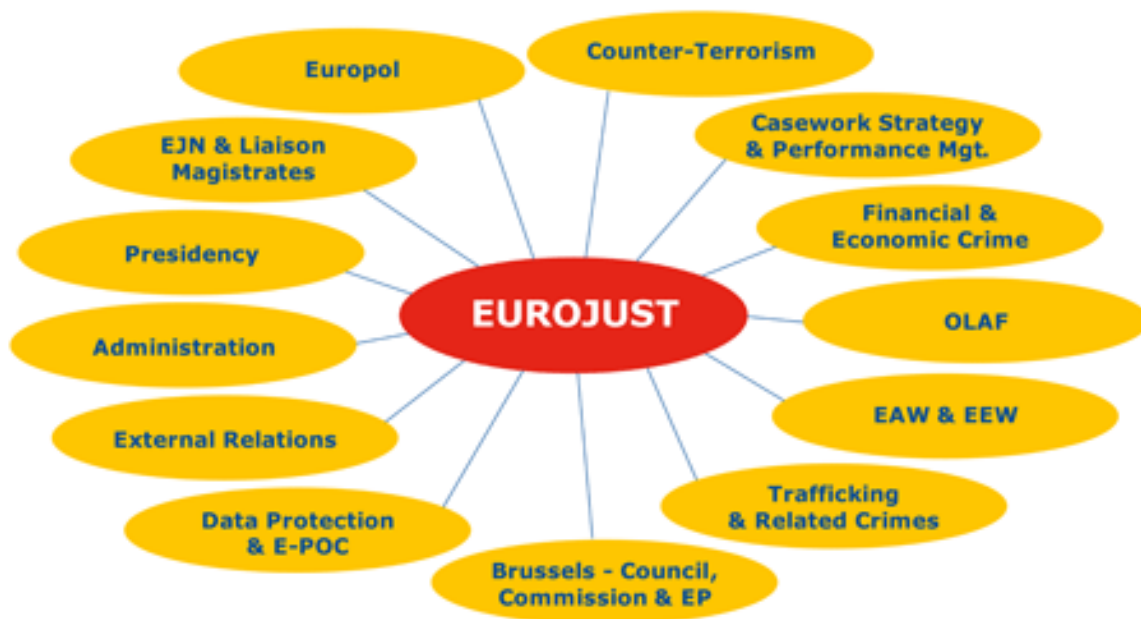 Europol
Counter-Terrorism
EJN & Liaison
Magistrates
Casework Strategy
& Performance Mgt.
Presidency
Financial &
Economic Crime
EUROJUST
Administration
OLAF
External Relations
EAW & EEW
Data Protection
& E-POC
Trafficking
& Related Crimes
Brussels - Council,
Commission & EP